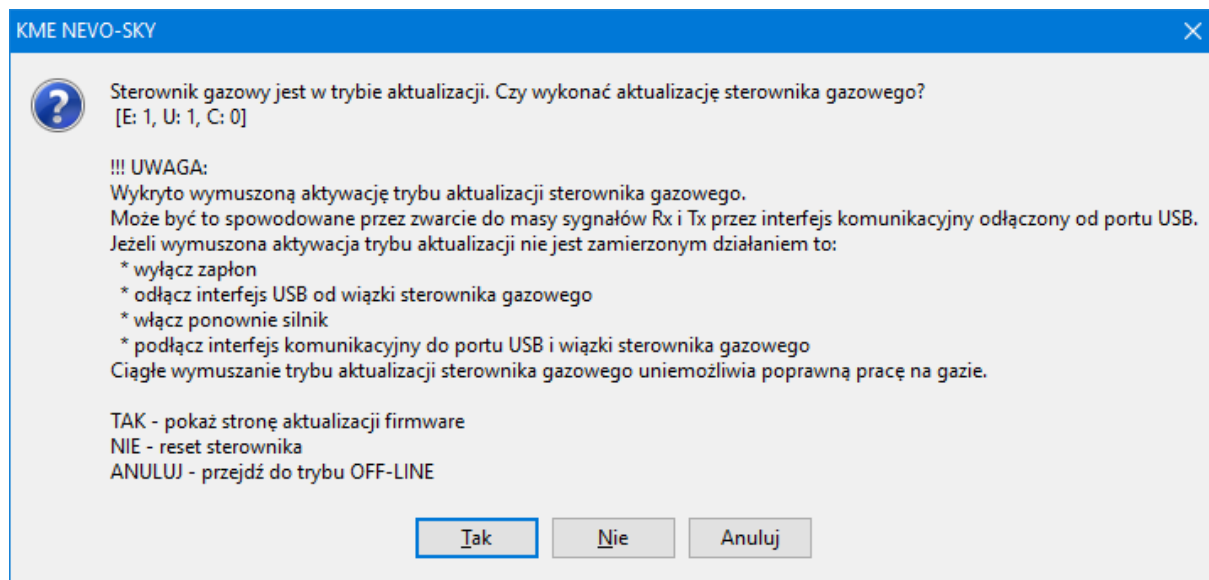 KME NEVO-SKY
Sterownik gazowy jest w trybie aktualizacji. Czy wykonać aktualizację sterownika gazowego?
[E: 1, U: 1, C: 0]
!!! UWAGA:
Wykryto wymuszoną aktywację trybu aktualizacji sterownika gazowego.
Może być to spowodowane przez zwarcie do masy sygnałów Rx i Tx przez interfejs komunikacyjny odłączony od portu USB.
Jeżeli wymuszona aktywacja trybu aktualizacji nie jest zamierzonym działaniem to:
* wyłącz zapłon
* odłącz interfejs USB od wiązki sterownika gazowego
* włącz ponownie silnik
* podłącz interfejs komunikacyjny do portu USB i wiązki sterownika gazowego
Ciągłe wymuszanie trybu aktualizacji sterownika gazowego uniemożliwia poprawną pracę na gazie.
TAK - pokaż stronę aktualizacji firmware
NIE - reset sterownika
ANULUJ - przejdź do trybu OFF-LINE
Tak Nie Anuluj